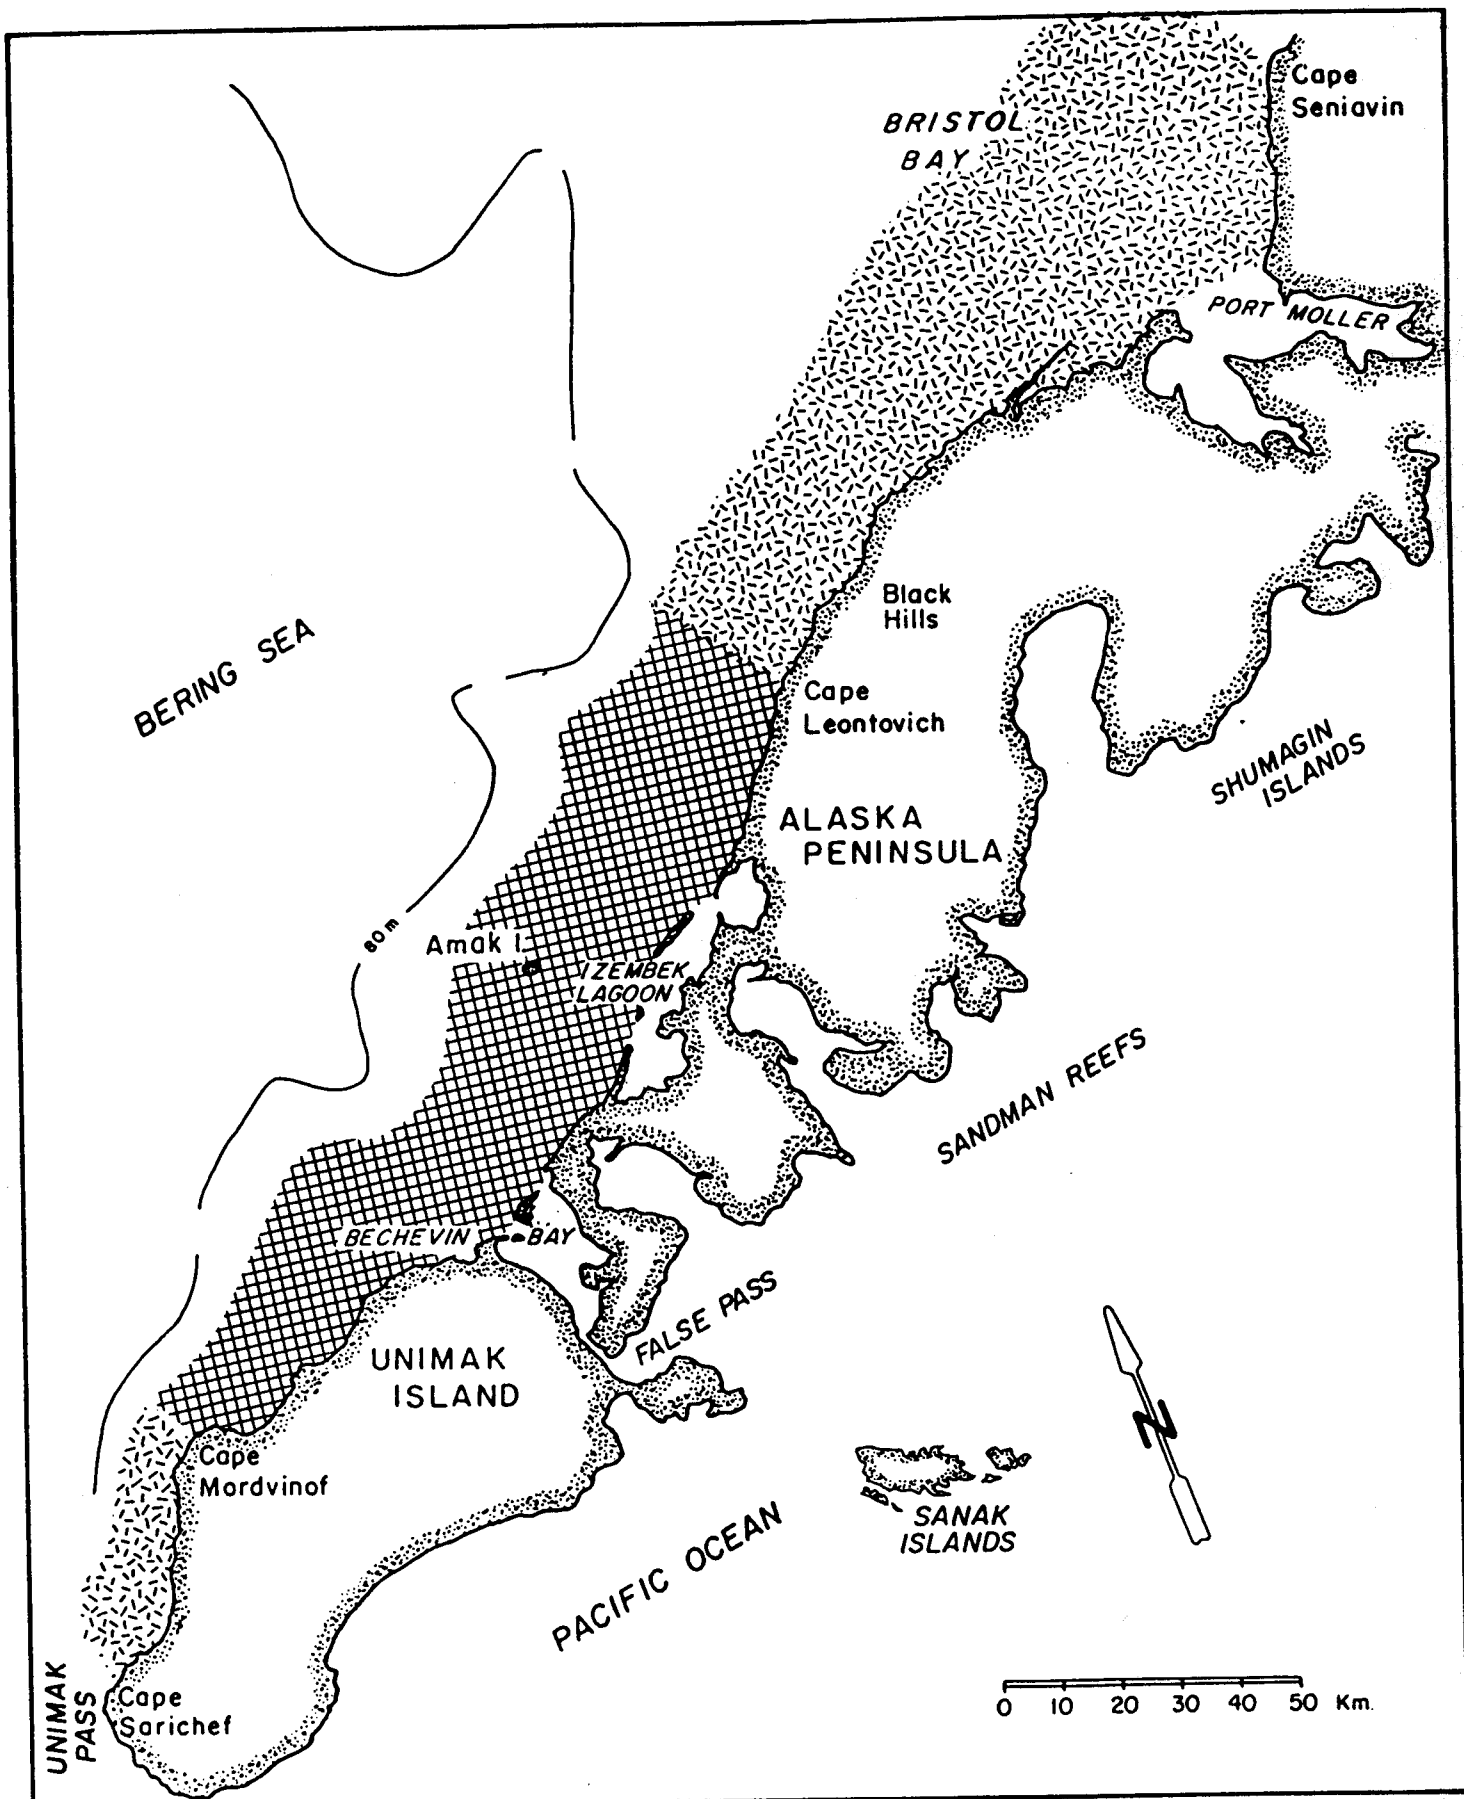 Cape
Seniavin
BRISTOL
BAY
PORT MOLLER
Black
Hills
BERING SEA
Cape
Leontovich
SHUMAGIN
ISLANDS
ALASKA
PENINSULA
80 m
Amak I.
IZEMBEK
LAGOON
SANDMAN REEFS
BECHEVIN BAY
FALSE PASS
UNIMAK
ISLAND
N
Cape
Mordvinof
SANAK
ISLANDS
PACIFIC OCEAN
UNIMAK
PASS
Cape
Sarichef
0 10 20 30 40 50 Km.